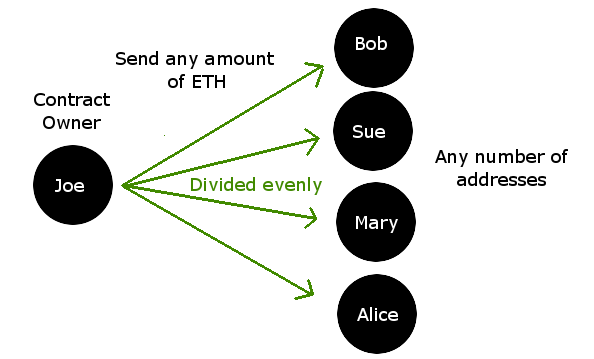 Send any amount
of ETH
Contract
Owner
Joe
Divided evenly
Bob
Sue
Mary
Alice
Any number of
addresses